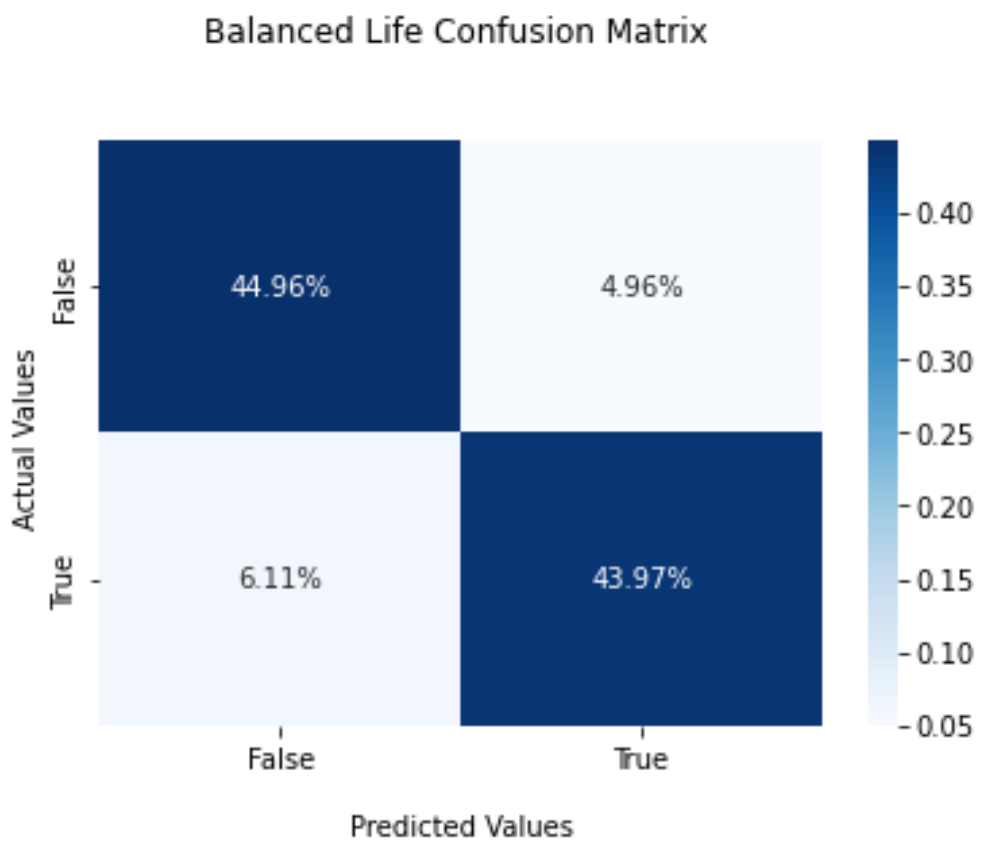 Balanced Life Confusion Matrix
44.96%
4.96%
6.11%
43.97%
False
True
Actual Values
False
True
Predicted Values
0.40
0.35
0.30
0.25
0.20
0.15
0.10
0.05